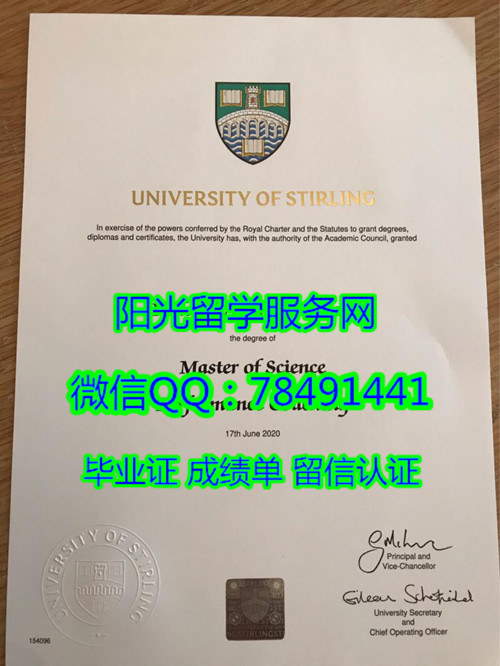 UNIVERSITY OF STIRLING
In exercise of the powers conferred by the Royal Charter and the Statutes to grant degrees,
diplomas and certificates, the University has, with the authority of the Academic Council, granted
阳光留学服务网
the degree of
Master of Science
微信QQ：78491441
17th June 2020
毕业证 成绩单 留信认证
UNIVERSITY OF STIRLING
Principal and
Vice-Chancellor
University Secretary
and
Chief Operating Officer
154096